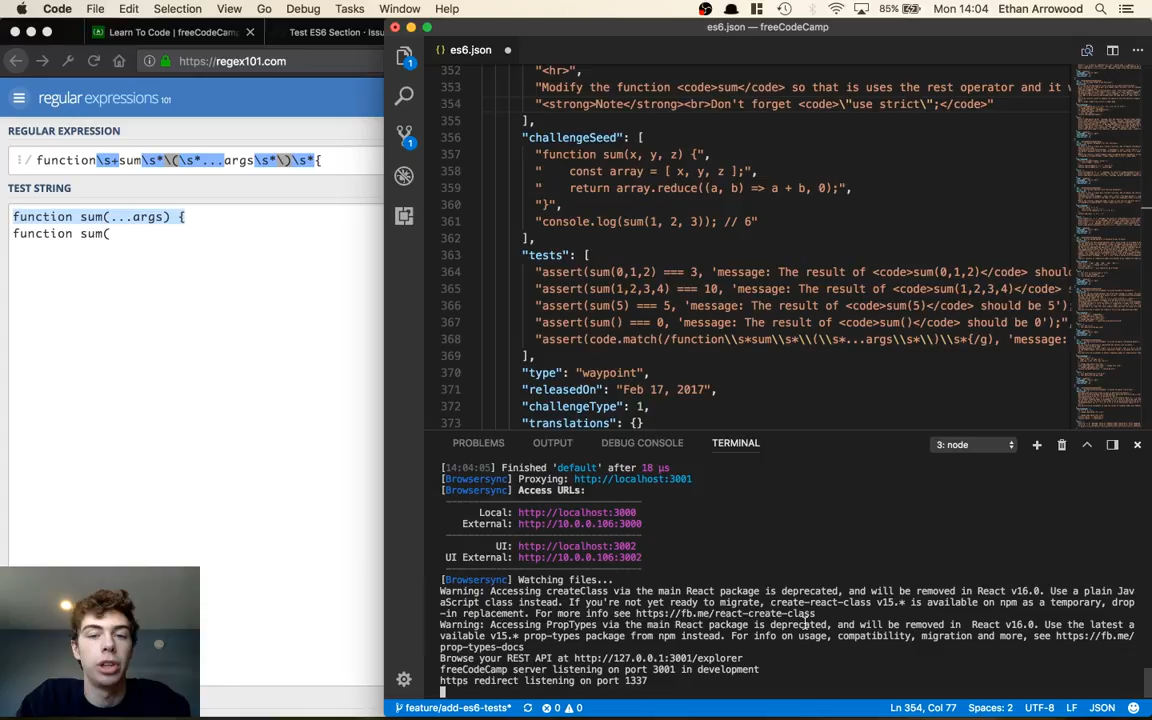 Code File Edit Selection View Go Debug Tasks Window Help 85% Mon 14:04 Ethan Arrowood
Learn To Code | freeCodeCam
Test ES6 Section · Issu
https://regex101.com
regular expressions 101
REGULAR EXPRESSION
/ function\s+sum\s*\(\s*...args\s*\)\s*{
TEST STRING
function sum(...args) {
function sum(
es6.json — freeCodeCamp
{} es6.json
352 "<hr>",
353 "Modify the function <code>sum</code> so that is uses the rest operator and it
354 "<strong>Note</strong><br>Don't forget <code>\"use strict\";</code>"
355 ],
356 "challengeSeed": [
357 "function sum(x, y, z) {",
358 " const array = [ x, y, z ];",
359 " return array.reduce((a, b) => a + b, 0);",
360 "}",
361 "console.log(sum(1, 2, 3)); // 6"
362 ],
363 "tests": [
364 "assert(sum(0,1,2) === 3, 'message: The result of <code>sum(0,1,2)</code> shoul
365 "assert(sum(1,2,3,4) === 10, 'message: The result of <code>sum(1,2,3,4)</code> s
366 "assert(sum(5) === 5, 'message: The result of <code>sum(5)</code> should be 5');
367 "assert(sum() === 0, 'message: The result of <code>sum()</code> should be 0');",
368 "assert(code.match(/function\\s*sum\\s*\\(\\s*...args\\s*\\)\\s*{/g), 'message:
369 ],
370 "type": "waypoint",
371 "releasedOn": "Feb 17, 2017",
372 "challengeType": 1,
373 "translations": {}
PROBLEMS OUTPUT DEBUG CONSOLE TERMINAL 3: node
[14:04:05] Finished 'default' after 18 μs
[Browsersync] Proxying: http://localhost:3001
[Browsersync] Access URLs:
Local: http://localhost:3000
External: http://10.0.0.106:3000
UI: http://localhost:3002
UI External: http://10.0.0.106:3002
[Browsersync] Watching files...
Warning: Accessing createClass via the main React package is deprecated, and will be removed in React v16.0. Use a plain Jav
aScript class instead. If you're not yet ready to migrate, create-react-class v15.* is available on npm as a temporary, drop
-in replacement. For more info see https://fb.me/react-create-class
Warning: Accessing PropTypes via the main React package is deprecated, and will be removed in  React v16.0. Use the latest a
vailable v15.* prop-types package from npm instead. For info on usage, compatibility, migration and more, see https://fb.me/
prop-types-docs
Browse your REST API at http://127.0.0.1:3001/explorer
freeCodeCamp server listening on port 3001 in development
https redirect listening on port 1337
feature/add-es6-tests* 0 0 Ln 354, Col 77 Spaces: 2 UTF-8 LF JSON